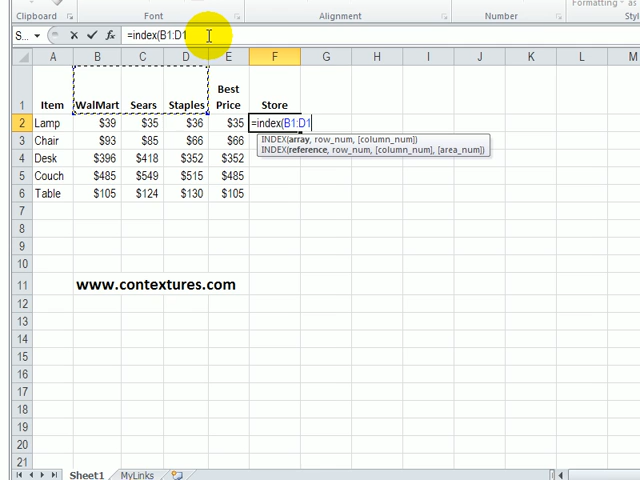 Formatting
Clipboard Font Alignment Number
S... fx =index(B1:D1
A B C D E F G H I J K L
1 Item WalMart Sears Staples Best Price Store
2 Lamp $39 $35 $36 $35 =index(B1:D1
INDEX(array, row_num, [column_num])
INDEX(reference, row_num, [column_num], [area_num])
3 Chair $93 $85 $66 $66
4 Desk $396 $418 $352 $352
5 Couch $485 $549 $515 $485
6 Table $105 $124 $130 $105
7
8
9
10
11 www.contextures.com
12
13
14
15
16
17
18
19
20
21
Sheet1 MyLinks